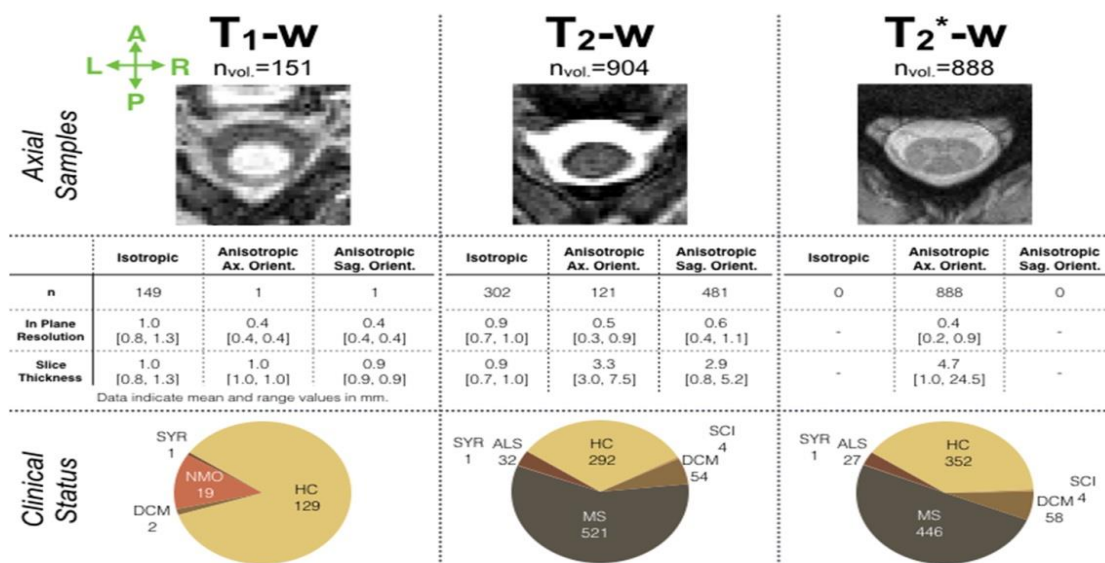 A
L R
P
T1-w
nvol.=151
T2-w
nvol.=904
T2*-w
nvol.=888
Axial
Samples
Isotropic Anisotropic Ax. Orient. Anisotropic Sag. Orient. Isotropic Anisotropic Ax. Orient. Anisotropic Sag. Orient. Isotropic Anisotropic Ax. Orient. Anisotropic Sag. Orient.
n 149 1 1 302 121 481 0 888 0
In Plane Resolution 1.0 0.4 0.4 0.9 0.5 0.6 - 0.4 -
[0.8, 1.3] [0.4, 0.4] [0.4, 0.4] [0.7, 1.0] [0.3, 0.9] [0.4, 1.1] [0.2, 0.9]
Slice Thickness 1.0 1.0 0.9 0.9 3.3 2.9 - 4.7 -
[0.8, 1.3] [1.0, 1.0] [0.9, 0.9] [0.7, 1.0] [3.0, 7.5] [0.8, 5.2] [1.0, 24.5]
Data indicate mean and range values in mm.
Clinical
Status
SYR
1
NMO
19
DCM
2
HC
129
SYR
1
ALS
32
HC
292
SCI
4
DCM
54
MS
521
SYR
1
ALS
27
HC
352
SCI
4
DCM
58
MS
446